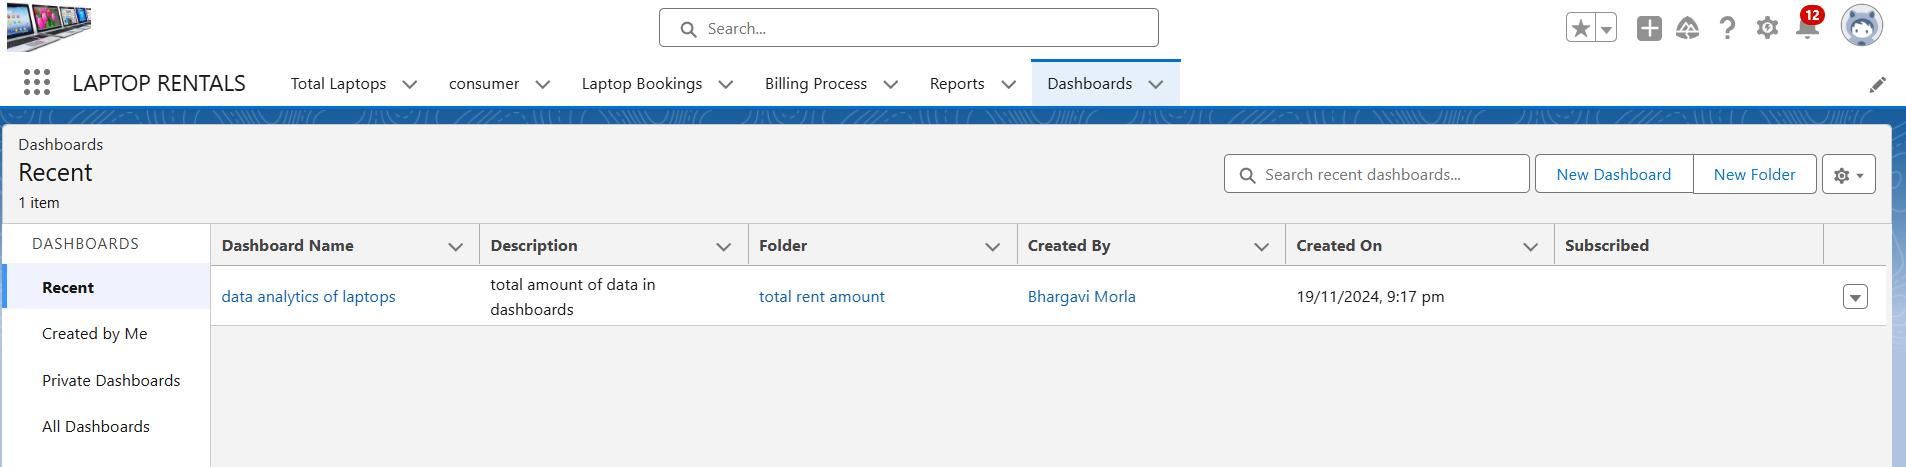 Search...
12
LAPTOP RENTALS Total Laptops consumer Laptop Bookings Billing Process Reports Dashboards
Dashboards
Recent
1 item
Search recent dashboards... New Dashboard New Folder
DASHBOARDS
Recent
Created by Me
Private Dashboards
All Dashboards
Dashboard Name Description Folder Created By Created On Subscribed
data analytics of laptops total amount of data in dashboards total rent amount Bhargavi Morla 19/11/2024, 9:17 pm